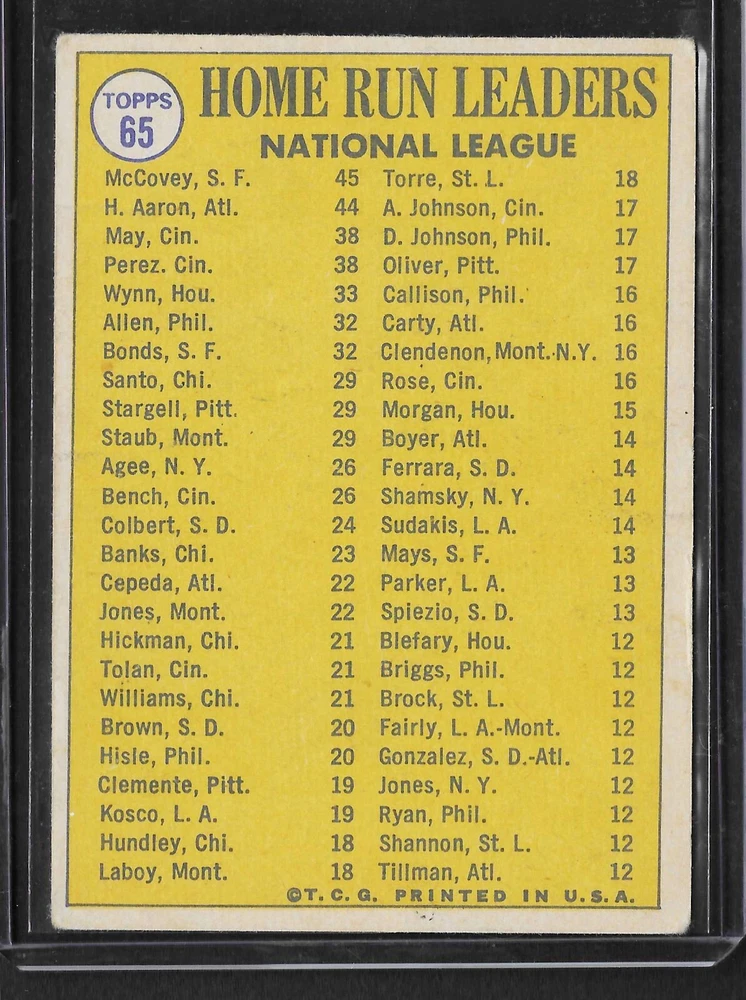 TOPPS
65
HOME RUN LEADERS
NATIONAL LEAGUE
McCovey, S. F. 45
H. Aaron, Atl. 44
May, Cin. 38
Perez. Cin. 38
Wynn, Hou. 33
Allen, Phil. 32
Bonds, S. F. 32
Santo, Chi. 29
Stargell, Pitt. 29
Staub, Mont. 29
Agee, N. Y. 26
Bench, Cin. 26
Colbert, S. D. 24
Banks, Chi. 23
Cepeda, Atl. 22
Jones, Mont. 22
Hickman, Chi. 21
Tolan, Cin. 21
Williams, Chi. 21
Brown, S. D. 20
Hisle, Phil. 20
Clemente, Pitt. 19
Kosco, L. A. 19
Hundley, Chi. 18
Laboy, Mont. 18
Torre, St. L. 18
A. Johnson, Cin. 17
D. Johnson, Phil. 17
Oliver, Pitt. 17
Callison, Phil. 16
Carty, Atl. 16
Clendenon, Mont.-N.Y. 16
Rose, Cin. 16
Morgan, Hou. 15
Boyer, Atl. 14
Ferrara, S. D. 14
Shamsky, N. Y. 14
Sudakis, L. A. 14
Mays, S. F. 13
Parker, L. A. 13
Spiezio, S. D. 13
Blefary, Hou. 12
Briggs, Phil. 12
Brock, St. L. 12
Fairly, L. A.-Mont. 12
Gonzalez, S. D.-Atl. 12
Jones, N. Y. 12
Ryan, Phil. 12
Shannon, St. L. 12
Tillman, Atl. 12
©T. C. G. PRINTED IN U.S.A.